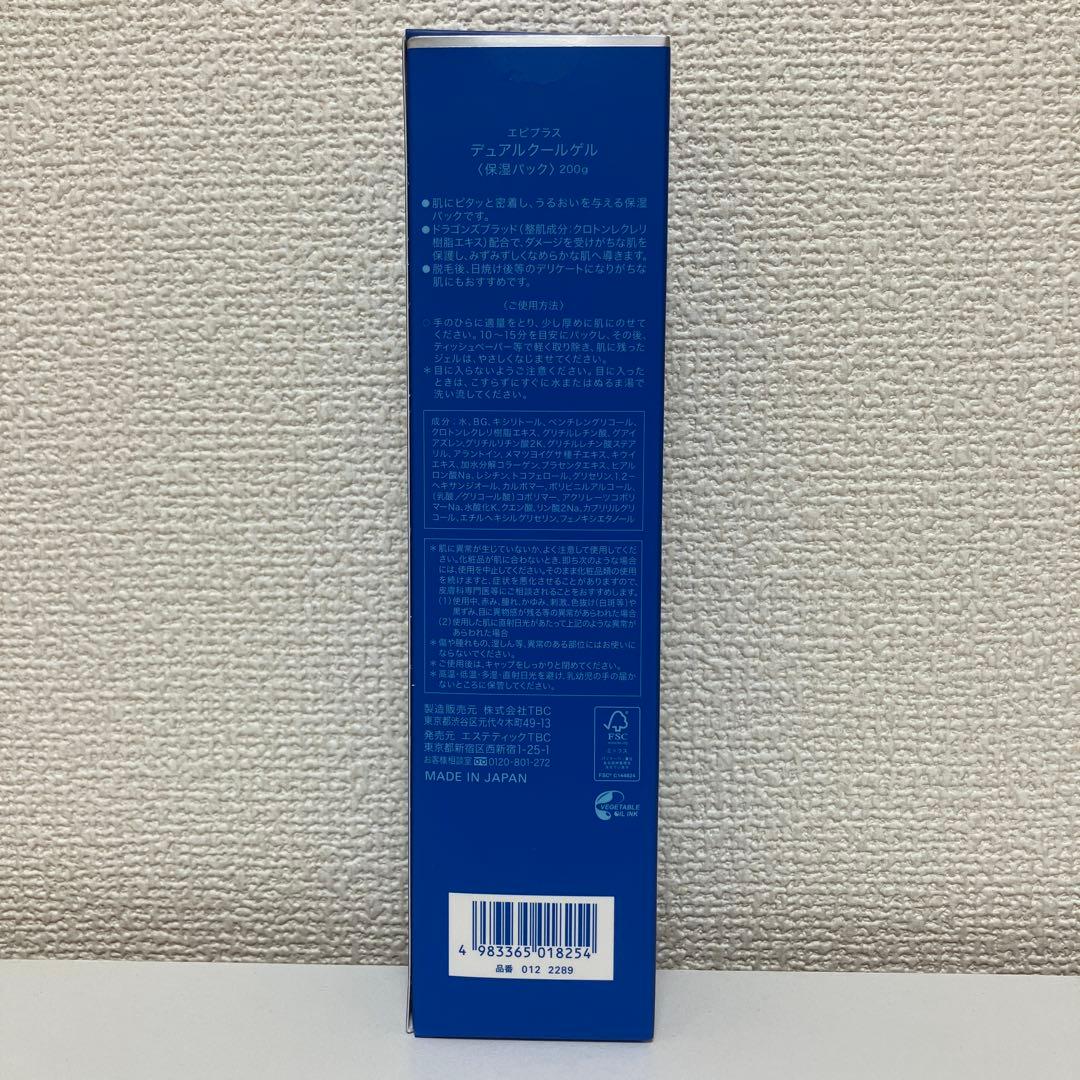 エピプラス
デュアルクールゲル
〈保湿パック〉200g
●肌にピタッと密着し、うるおいを与える保湿
パックです。
●ドラゴンズブラッド(整肌成分:クロトンレクレリ
樹脂エキス)配合で、ダメージを受けがちな肌を
保護し、みずみずしくなめらかな肌へ導きます。
●脱毛後、日焼け後等のデリケートになりがちな
肌にもおすすめです。
〈ご使用方法〉
○手のひらに適量をとり、少し厚めに肌にのせて
ください。10～15分を目安にパックし、その後、
ティッシュペーパー等で軽く取り除き、肌に残った
ジェルは、やさしくなじませてください。
＊目に入らないようご注意ください。目に入った
ときは、こすらずにすぐに水またはぬるま湯で
洗い流してください。
成分:水、BG、キシリトール、ペンチレングリコール、
クロトンレクレリ樹脂エキス、グリチルレチン酸、グアイ
アズレン、グリチルリチン酸2K、グリチルレチン酸ステア
リル、アラントイン、メマツヨイグサ種子エキス、キウイ
エキス、加水分解コラーゲン、プラセンタエキス、ヒアル
ロン酸Na、レシチン、トコフェロール、グリセリン、1,2-
ヘキサンジオール、カルボマー、ポリビニルアルコール、
(乳酸/グリコール酸)コポリマー、アクリレーツコポリ
マーNa、水酸化K、クエン酸、リン酸2Na、カプリリルグリ
コール、エチルヘキシルグリセリン、フェノキシエタノール
＊肌に異常が生じていないか、よく注意して使用してくだ
さい。化粧品が肌に合わないとき、即ち次のような場合
には、使用を中止してください。そのまま化粧品類の使用
を続けますと、症状を悪化させることがありますので、
皮膚科専門医等にご相談されることをおすすめします。
(1)使用中、赤み、腫れ、かゆみ、刺激、色抜け(白斑等)や
黒ずみ、目に異物感が残る等の異常があらわれた場合
(2)使用した肌に直射日光があたって上記のような異常が
あらわれた場合
＊傷や腫れもの、湿しん等、異常のある部位にはお使いに
ならないでください。
＊ご使用後は、キャップをしっかりと閉めてください。
＊高温・低温・多湿・直射日光を避け、乳幼児の手の届か
ないところに保管してください。
製造販売元 株式会社TBC
東京都渋谷区元代々木町49-13
発売元 エステティックTBC
東京都新宿区西新宿1-25-1
お客様相談室 0120-801-272
MADE IN JAPAN
FSC
ミックス
FSC® C144824
VEGETABLE
OIL INK
4 983365 018254
品番 012 2289